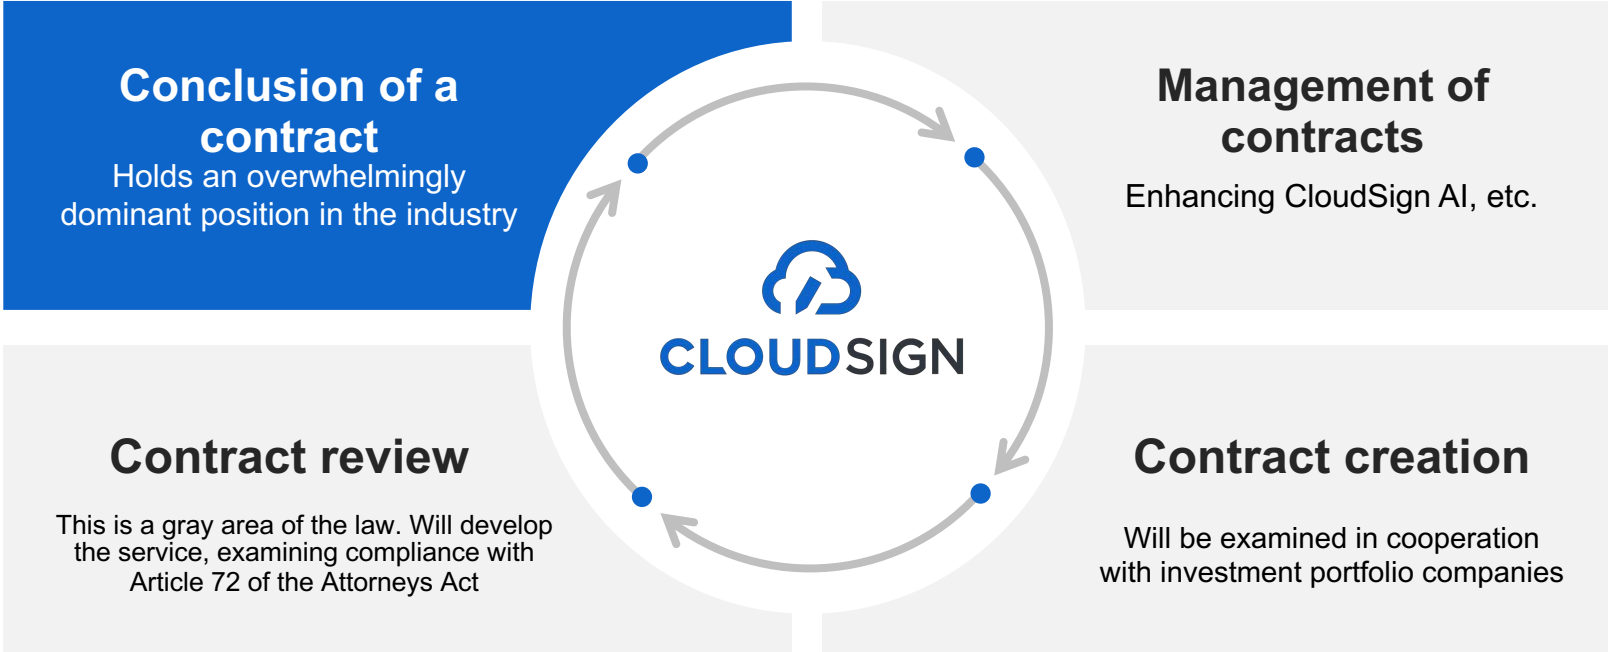 Conclusion of a
contract
Holds an overwhelmingly
dominant position in the industry
Management of
contracts
Enhancing CloudSign AI, etc.
CLOUDSIGN
Contract review
This is a gray area of the law. Will develop
the service, examining compliance with
Article 72 of the Attorneys Act
Contract creation
Will be examined in cooperation
with investment portfolio companies